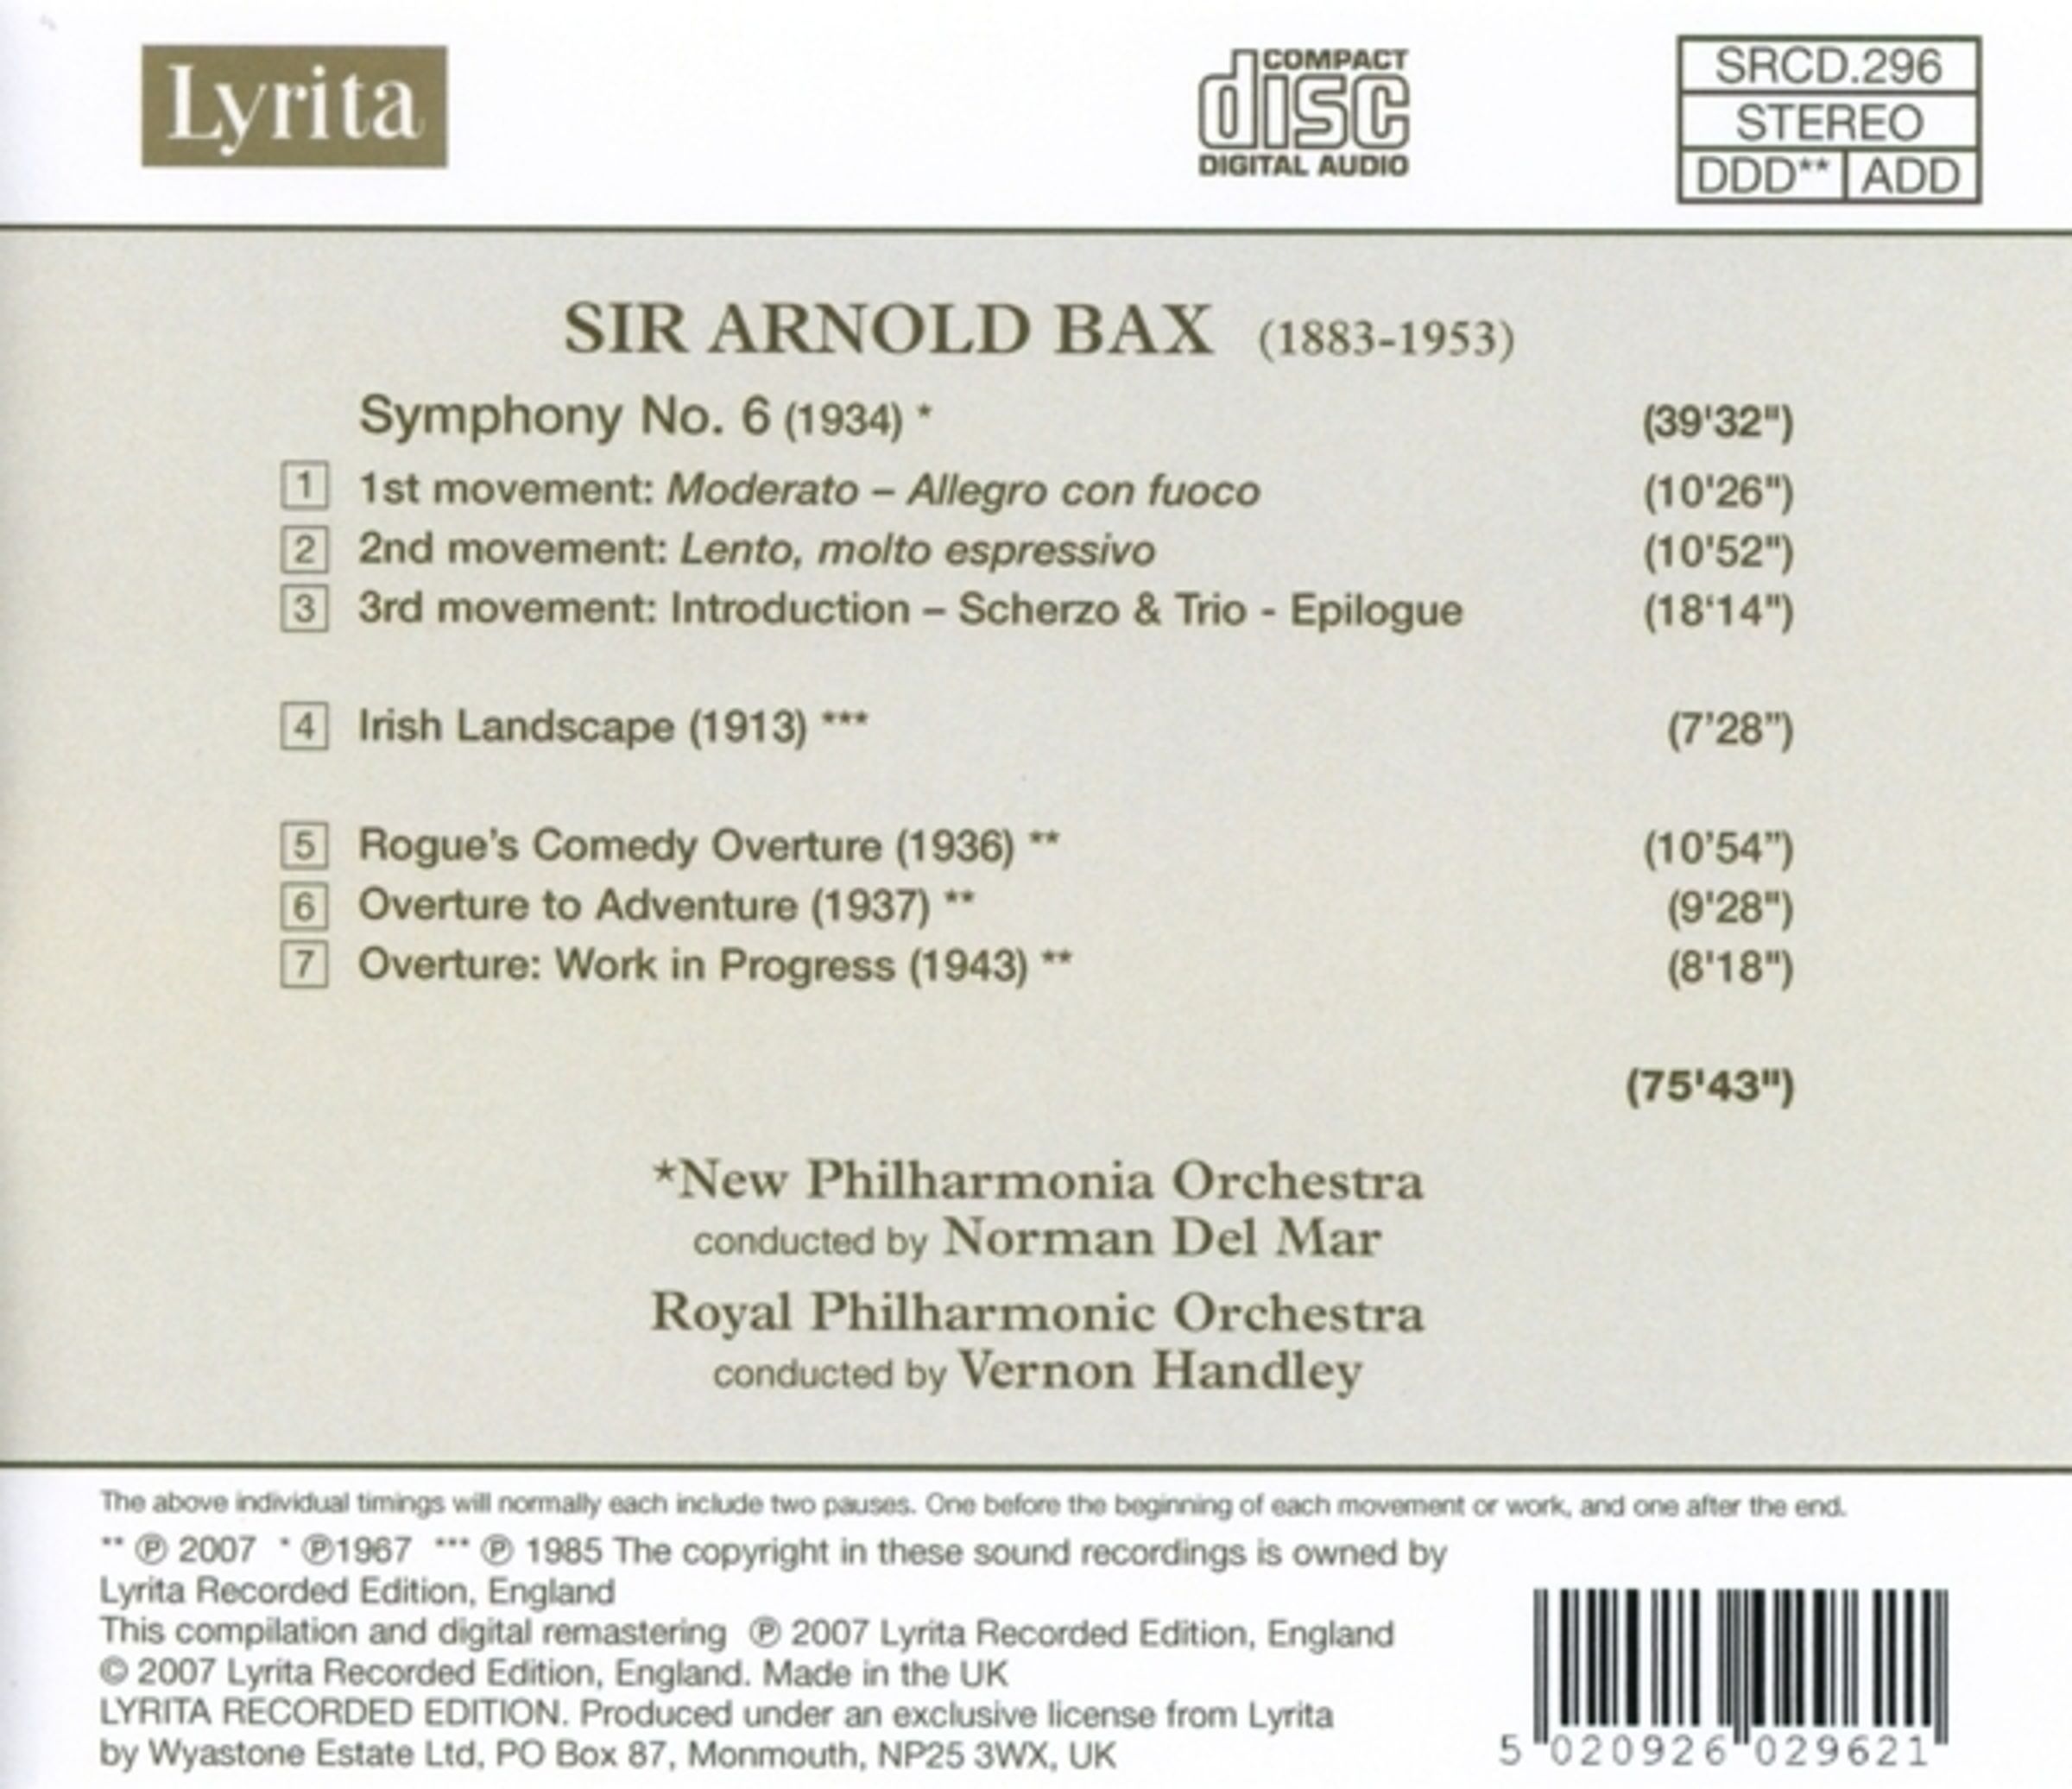 Lyrita
COMPACT disc DIGITAL AUDIO
SRCD.296
STEREO
DDD** ADD
SIR ARNOLD BAX (1883-1953)
Symphony No. 6 (1934) * (39'32")
1 1st movement: Moderato – Allegro con fuoco (10'26")
2 2nd movement: Lento, molto espressivo (10'52")
3 3rd movement: Introduction – Scherzo & Trio - Epilogue (18‘14")
4 Irish Landscape (1913) *** (7’28”)
5 Rogue’s Comedy Overture (1936) ** (10’54”)
6 Overture to Adventure (1937) ** (9'28")
7 Overture: Work in Progress (1943) ** (8'18")
(75'43")
*New Philharmonia Orchestra
conducted by Norman Del Mar
Royal Philharmonic Orchestra
conducted by Vernon Handley
The above individual timings will normally each include two pauses. One before the beginning of each movement or work, and one after the end.
** ℗ 2007 * ℗1967 *** ℗ 1985 The copyright in these sound recordings is owned by
Lyrita Recorded Edition, England
This compilation and digital remastering ℗ 2007 Lyrita Recorded Edition, England
© 2007 Lyrita Recorded Edition, England. Made in the UK
LYRITA RECORDED EDITION. Produced under an exclusive license from Lyrita
by Wyastone Estate Ltd, PO Box 87, Monmouth, NP25 3WX, UK
5 020926 029621